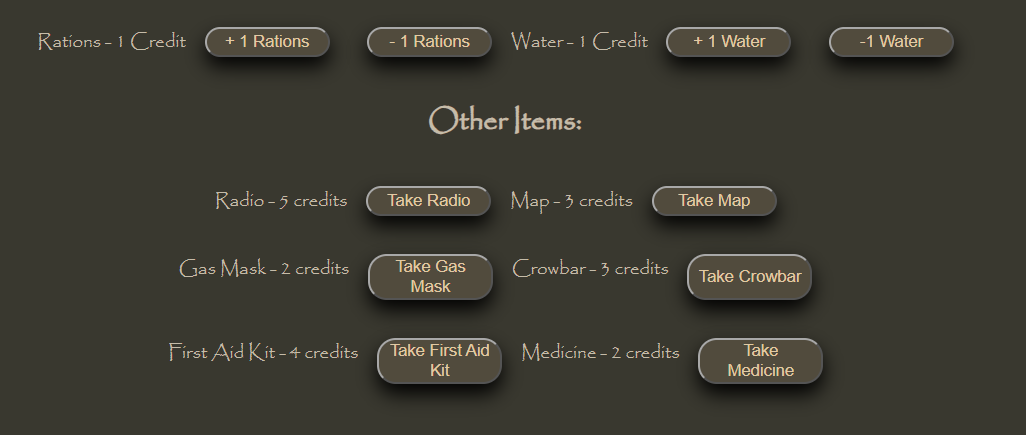 Rations - 1 Credit + 1 Rations - 1 Rations Water - 1 Credit + 1 Water -1 Water
Other Items:
Radio - 5 credits Take Radio Map - 3 credits Take Map
Gas Mask - 2 credits Take Gas Mask Crowbar - 3 credits Take Crowbar
First Aid Kit - 4 credits Take First Aid Kit Medicine - 2 credits Take Medicine